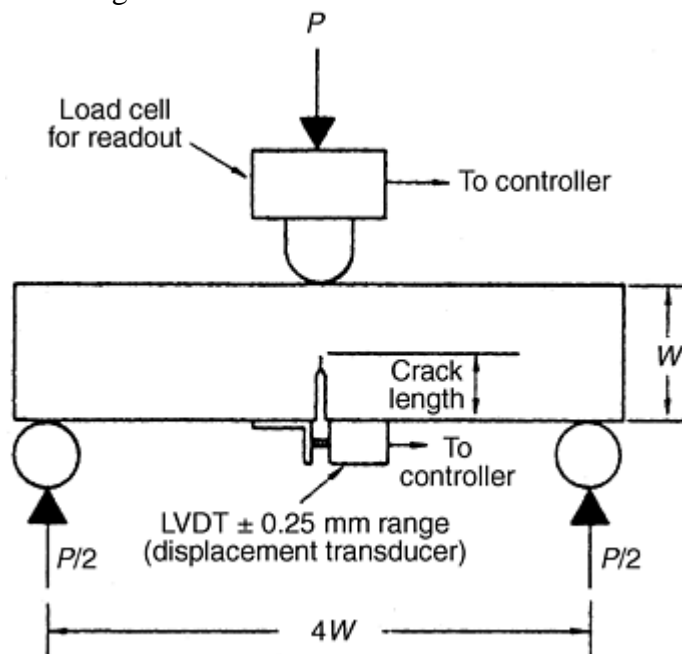 P
Load cell
for readout
To controller
W
Crack
length
To
controller
LVDT ± 0.25 mm range
(displacement transducer)
P/2
P/2
4W